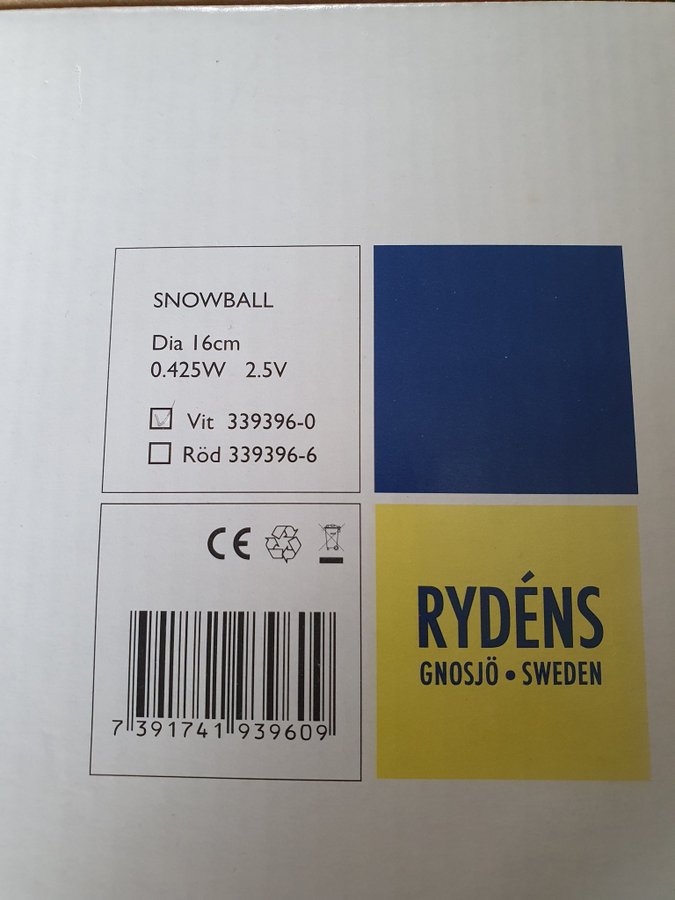 SNOWBALL
Dia 16cm
0.425W 2.5V
Vit 339396-0
Röd 339396-6
CE
7 391741 939609
RYDÉNS
GNOSJÖ • SWEDEN